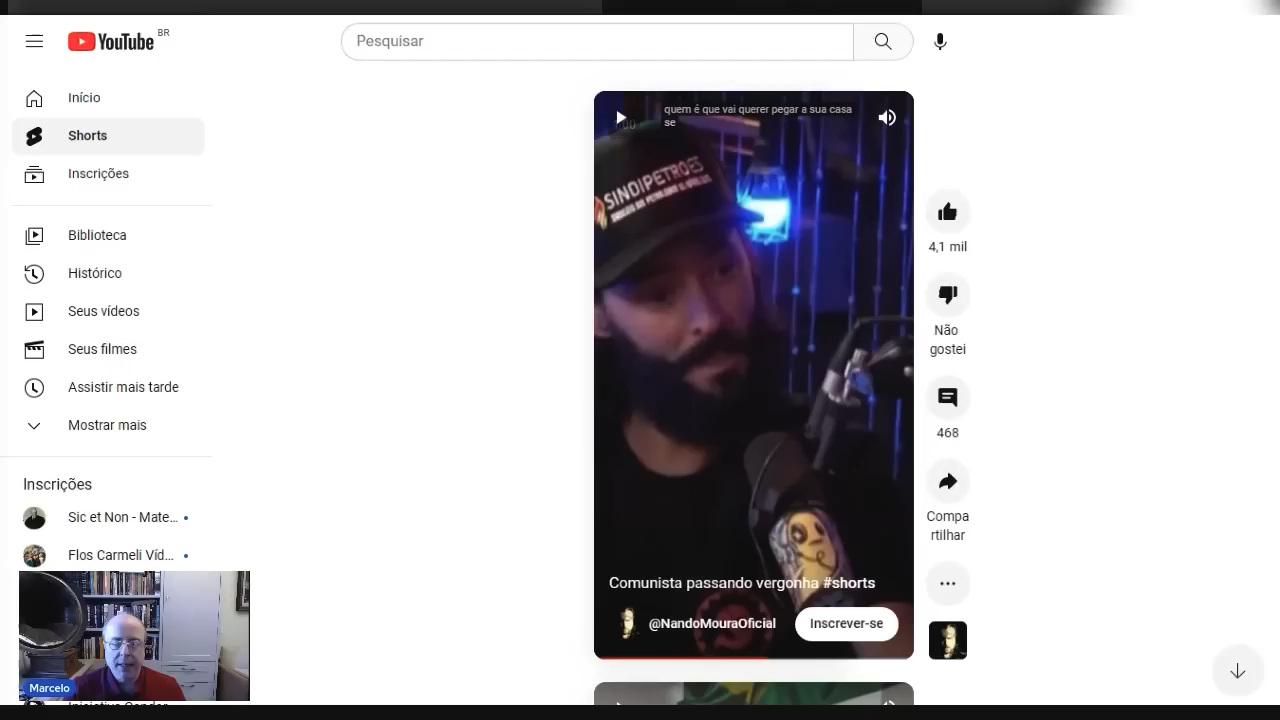 YouTube BR
Pesquisar
Início
Shorts
Inscrições
Biblioteca
Histórico
Seus vídeos
Seus filmes
Assistir mais tarde
Mostrar mais
Inscrições
Sic et Non - Mate...
Flos Carmeli Víd...
Marcelo
quem é que vai querer pegar a sua casa
se
SINDIPETROES
Comunista passando vergonha #shorts
@NandoMouraOficial
Inscrever-se
4,1 mil
Não
gostei
468
Compa
rtilhar